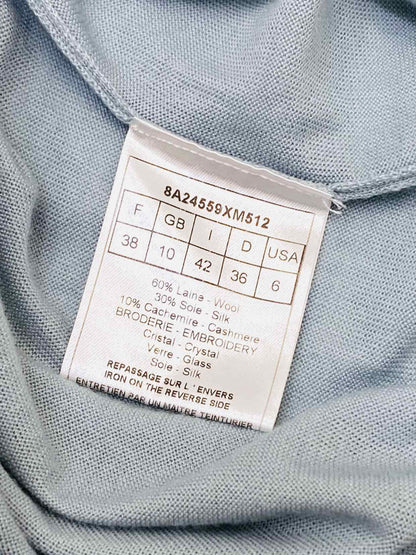 8A24559XM512
F GB I D USA
38 10 42 36 6
60% Laine - Wool
30% Soie - Silk
10% Cachemire - Cashmere
BRODERIE - EMBROIDERY
Cristal - Crystal
Verre - Glass
Soie - Silk
REPASSAGE SUR L' ENVERS
IRON ON THE REVERSE SIDE
ENTRETIEN PAR UN MAITRE TEINTURIER